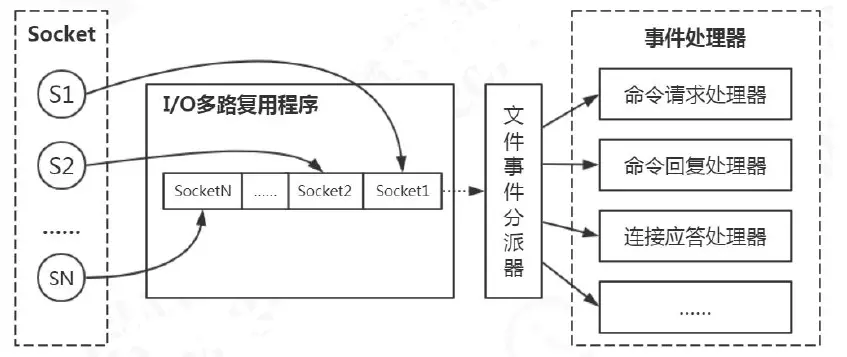 Socket
S1
S2
......
SN
I/O多路复用程序
SocketN
......
Socket2
Socket1
文件事件分派器
事件处理器
命令请求处理器
命令回复处理器
连接应答处理器
......